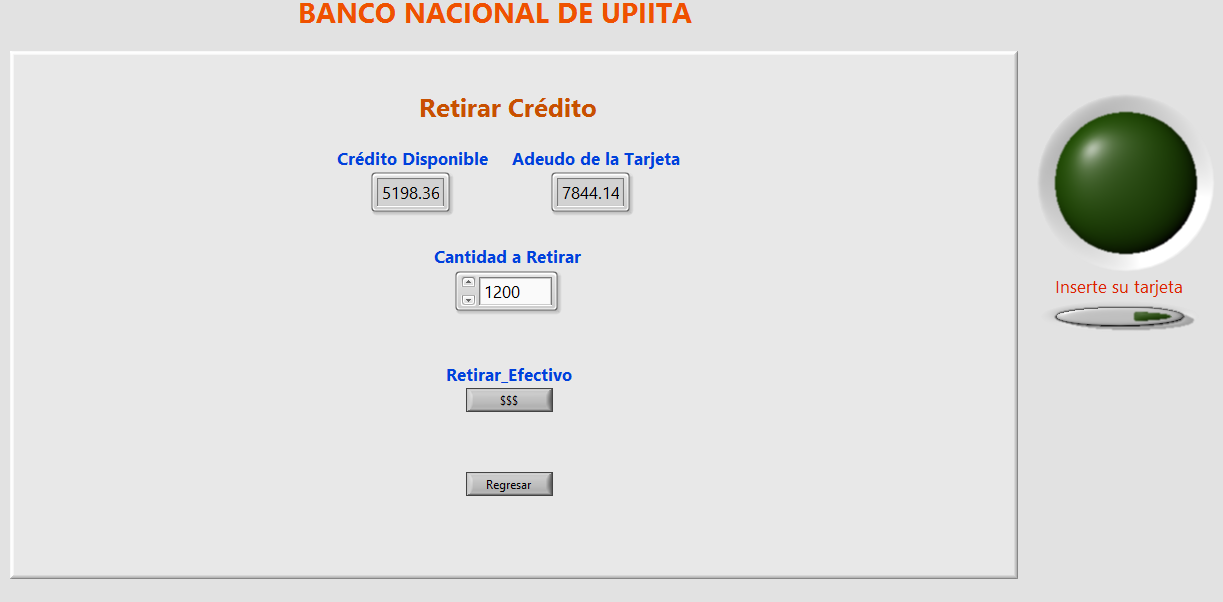 BANCO NACIONAL DE UPIITA
Retirar Crédito
Crédito Disponible Adeudo de la Tarjeta
5198.36 7844.14
Cantidad a Retirar
1200
Inserte su tarjeta
Retirar_Efectivo
$$$
Regresar